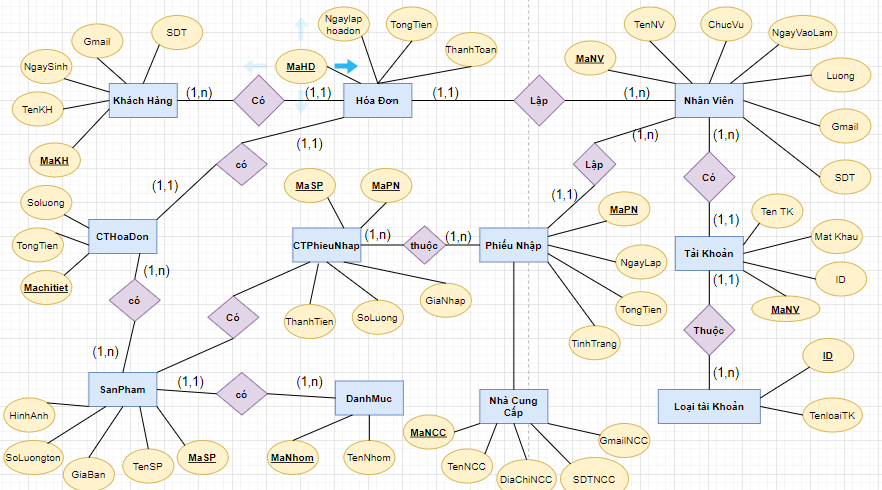 Gmail
SDT
Ngaylap
hoadon
TongTien
TenNV
ChucVu
NgayVaoLam
NgaySinh
MaHD
ThanhToan
MaNV
Luong
TenKH
Khách Hàng
(1,n)
Có
(1,1)
Hóa Đơn
(1,1)
Lập
(1,n)
Nhân Viên
Gmail
MaKH
có
(1,1)
Lập
(1,n)
(1,n)
Có
SDT
(1,1)
MaSP
MaPN
(1,1)
MaPN
(1,1)
Ten TK
Soluong
CTHoaDon
CTPhieuNhap
(1,n)
thuộc
(1,n)
Phiếu Nhập
Tài Khoản
Mat Khau
TongTien
NgayLap
(1,1)
ID
Machitiet
(1,n)
có
GiaNhap
TongTien
MaNV
Có
ThanhTien
SoLuong
TinhTrang
Thuộc
(1,n)
ID
(1,n)
SanPham
(1,1)
có
(1,n)
DanhMuc
Nhà Cung
Cấp
Loại tài Khoản
HinhAnh
TenloaiTK
MaNCC
GmailNCC
SoLuongton
GiaBan
TenSP
MaSP
MaNhom
TenNhom
TenNCC
DiaChiNCC
SDTNCC